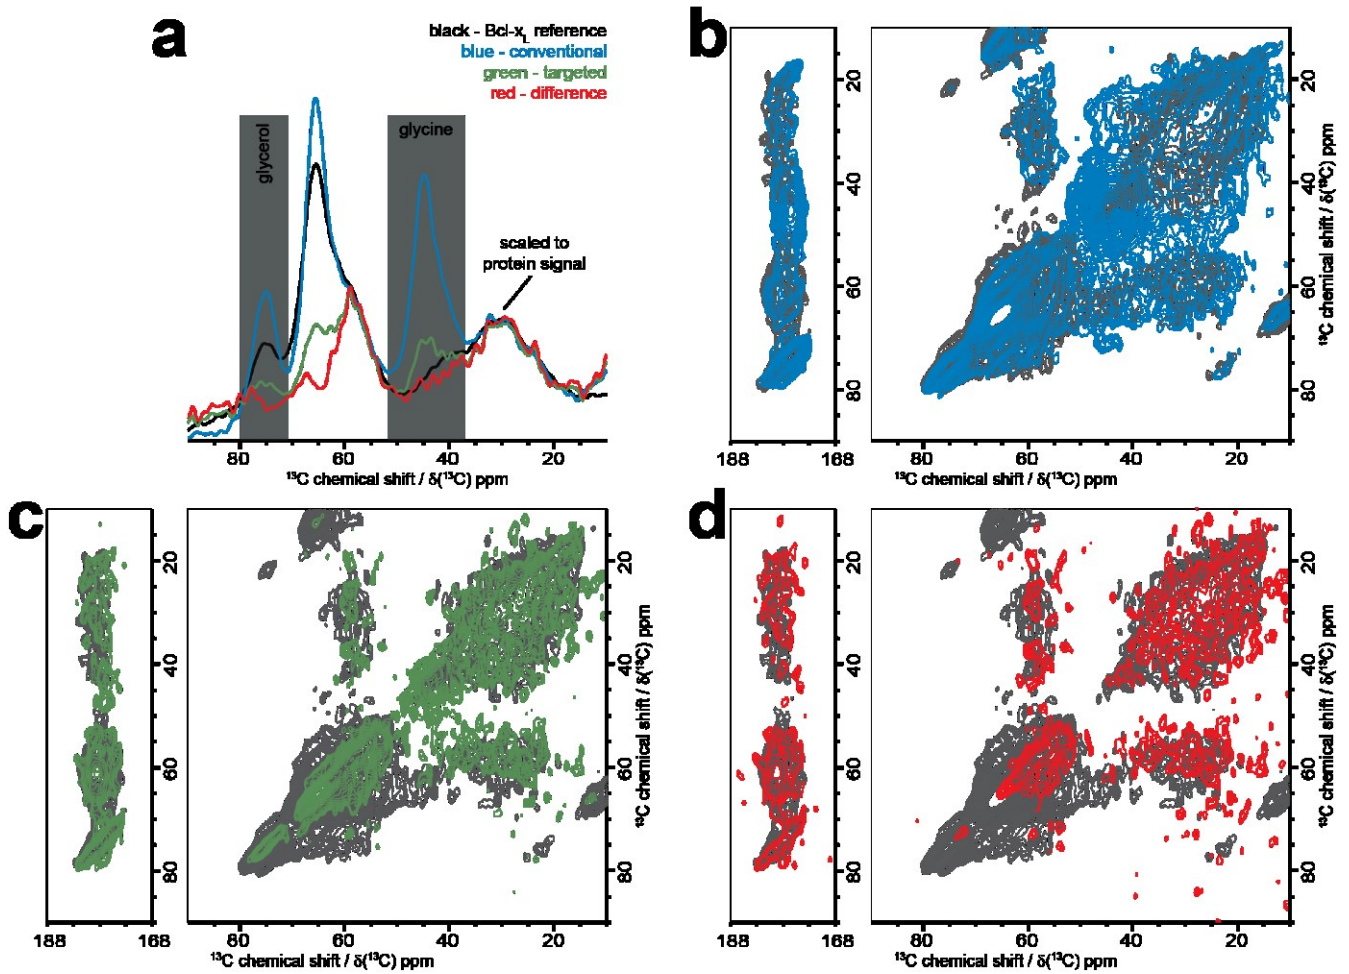 a
black - Bcl-xL reference
blue - conventional
green - targeted
red - difference
glycerol
glycine
scaled to
protein signal
80 60 40 20
¹³C chemical shift / δ(¹³C) ppm
b
20
40
60
80
¹³C chemical shift / δ(¹³C) ppm
188 168
80 60 40 20
¹³C chemical shift / δ(¹³C) ppm
c
20
40
60
80
¹³C chemical shift / δ(¹³C) ppm
188 168
80 60 40 20
¹³C chemical shift / δ(¹³C) ppm
d
20
40
60
80
¹³C chemical shift / δ(¹³C) ppm
188 168
80 60 40 20
¹³C chemical shift / δ(¹³C) ppm
20
40
60
80
20
40
60
80
20
40
60
80